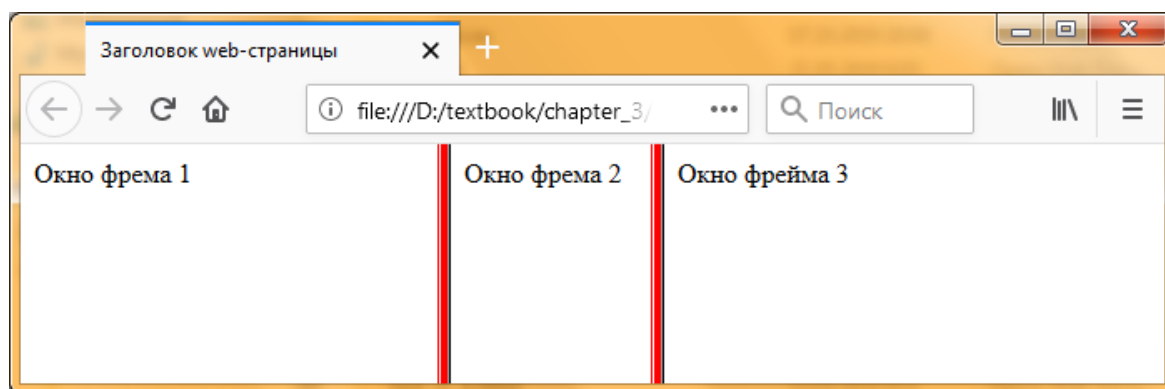 Заголовок web-страницы
file:///D:/textbook/chapter_3/
Поиск
Окно фрема 1
Окно фрема 2
Окно фрейма 3